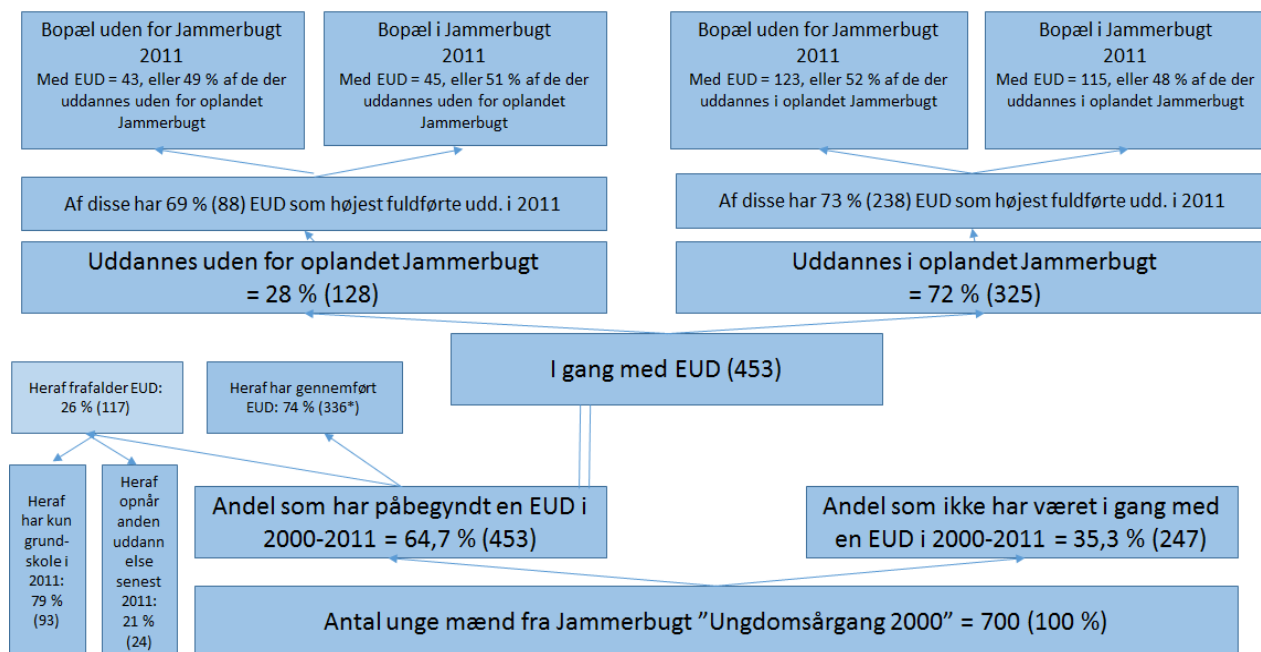 Bopæl uden for Jammerbugt
2011
Med EUD = 43, eller 49 % af de der
uddannes uden for oplandet
Jammerbugt
Bopæl i Jammerbugt
2011
Med EUD = 45, eller 51 % af de der
uddannes uden for oplandet
Jammerbugt
Bopæl uden for Jammerbugt
2011
Med EUD = 123, eller 52 % af de der
uddannes i oplandet Jammerbugt
Bopæl i Jammerbugt
2011
Med EUD = 115, eller 48 % af de der
uddannes i oplandet Jammerbugt
Af disse har 69 % (88) EUD som højest fuldførte udd. i 2011
Af disse har 73 % (238) EUD som højest fuldførte udd. i 2011
Uddannes uden for oplandet Jammerbugt
= 28 % (128)
Uddannes i oplandet Jammerbugt
= 72 % (325)
I gang med EUD (453)
Heraf frafalder EUD:
26 % (117)
Heraf har gennemført
EUD: 74 % (336*)
Heraf
har kun
grund-
skole i
2011:
79 %
(93)
Heraf
opnår
anden
uddann
else
senest
2011:
21 %
(24)
Andel som har påbegyndt en EUD i
2000-2011 = 64,7 % (453)
Andel som ikke har været i gang med
en EUD i 2000-2011 = 35,3 % (247)
Antal unge mænd fra Jammerbugt ”Ungdomsårgang 2000” = 700 (100 %)